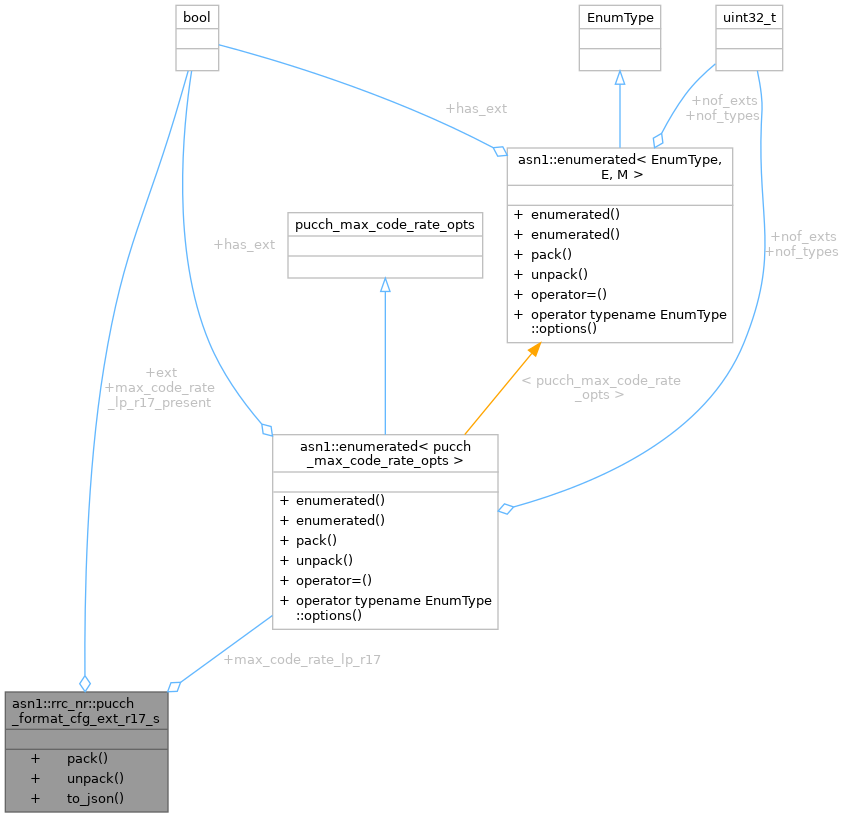 bool
EnumType
uint32_t
+has_ext
+nof_exts
+nof_types
asn1::enumerated< EnumType,
E, M >
+ enumerated()
+ enumerated()
+ pack()
+ unpack()
+ operator=()
+ operator typename EnumType
::options()
pucch_max_code_rate_opts
+has_ext
+nof_exts
+nof_types
+ext
+max_code_rate
_lp_r17_present
< pucch_max_code_rate
_opts >
asn1::enumerated< pucch
_max_code_rate_opts >
+ enumerated()
+ enumerated()
+ pack()
+ unpack()
+ operator=()
+ operator typename EnumType
::options()
+max_code_rate_lp_r17
asn1::rrc_nr::pucch
_format_cfg_ext_r17_s
+ pack()
+ unpack()
+ to_json()